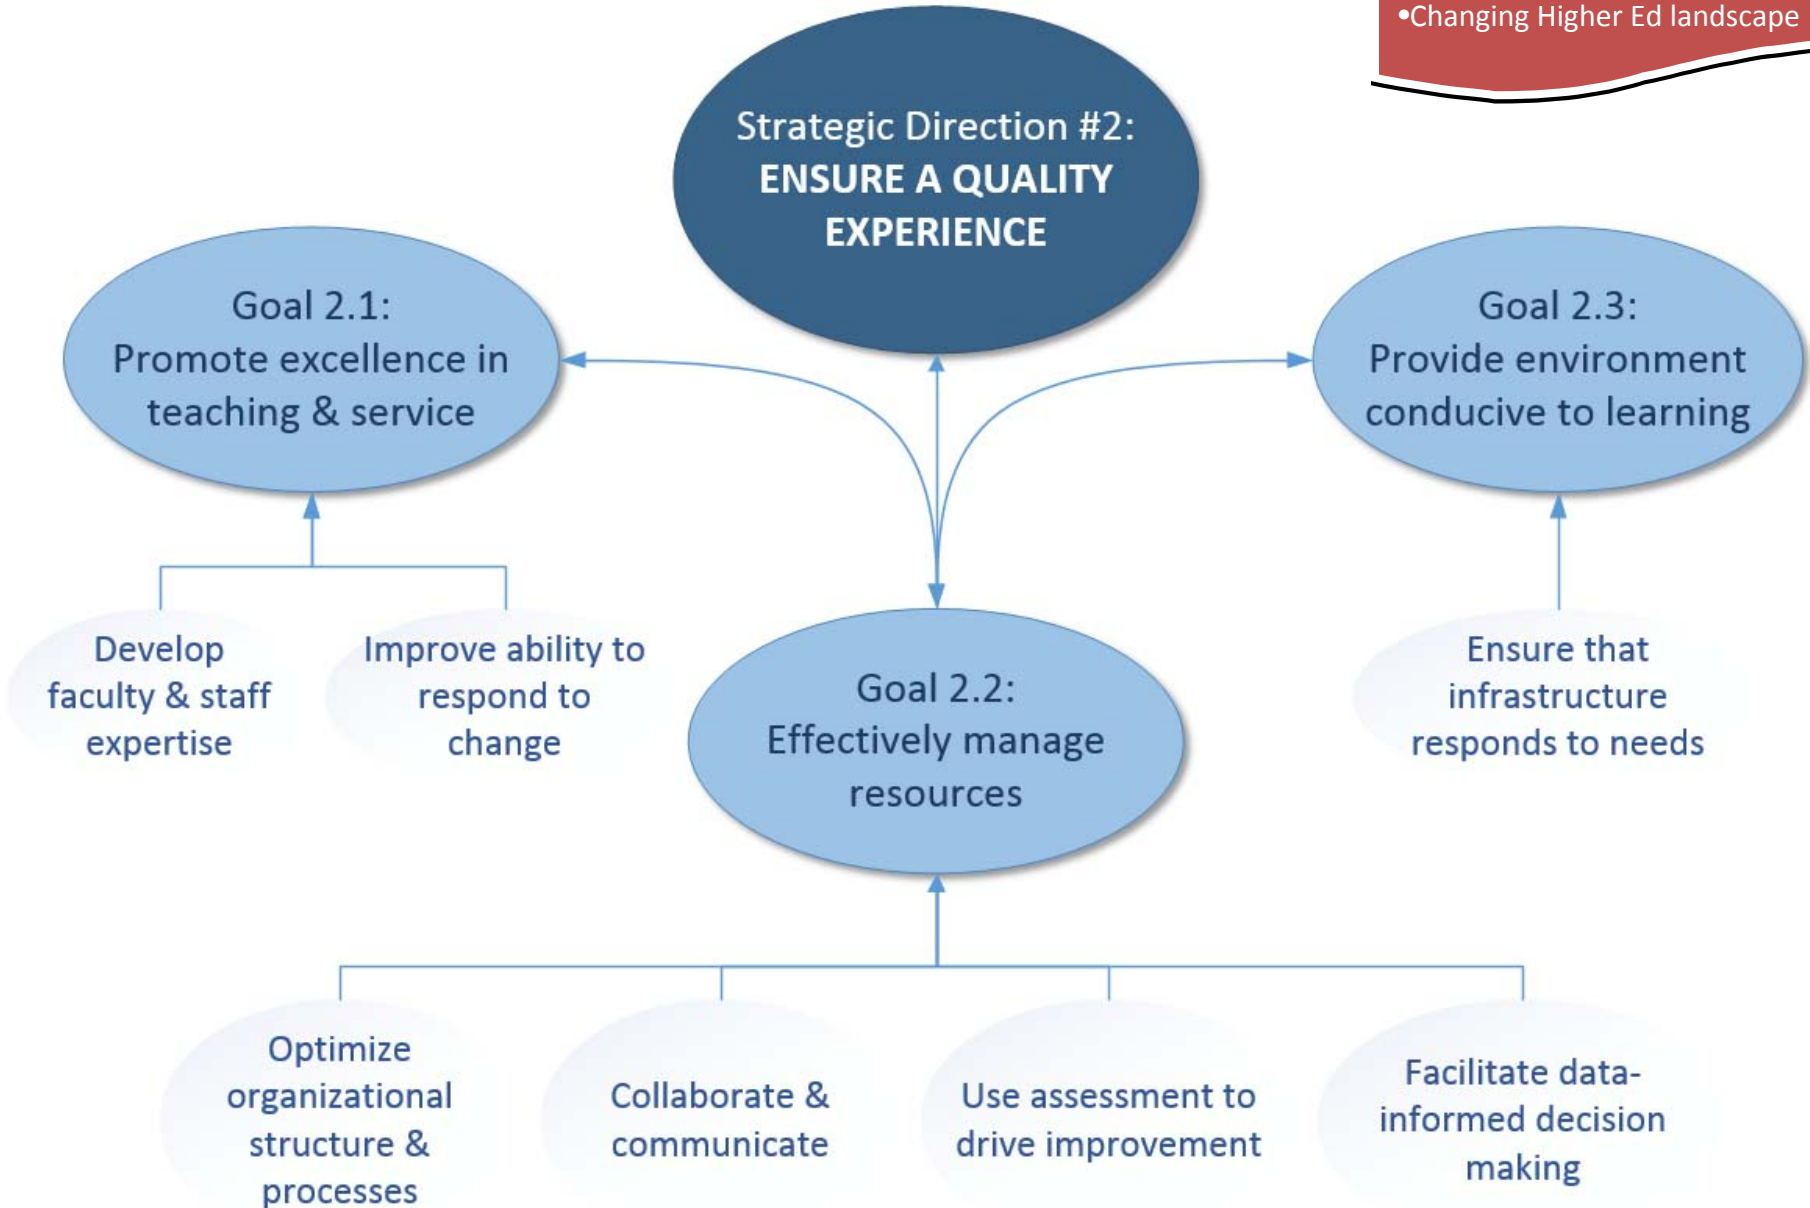 •Changing Higher Ed landscape
Strategic Direction #2:
ENSURE A QUALITY
EXPERIENCE
Goal 2.1:
Promote excellence in
teaching & service
Goal 2.3:
Provide environment
conducive to learning
Develop
faculty & staff
expertise
Improve ability to
respond to
change
Goal 2.2:
Effectively manage
resources
Ensure that
infrastructure
responds to needs
Optimize
organizational
structure &
processes
Collaborate &
communicate
Use assessment to
drive improvement
Facilitate data-
informed decision
making